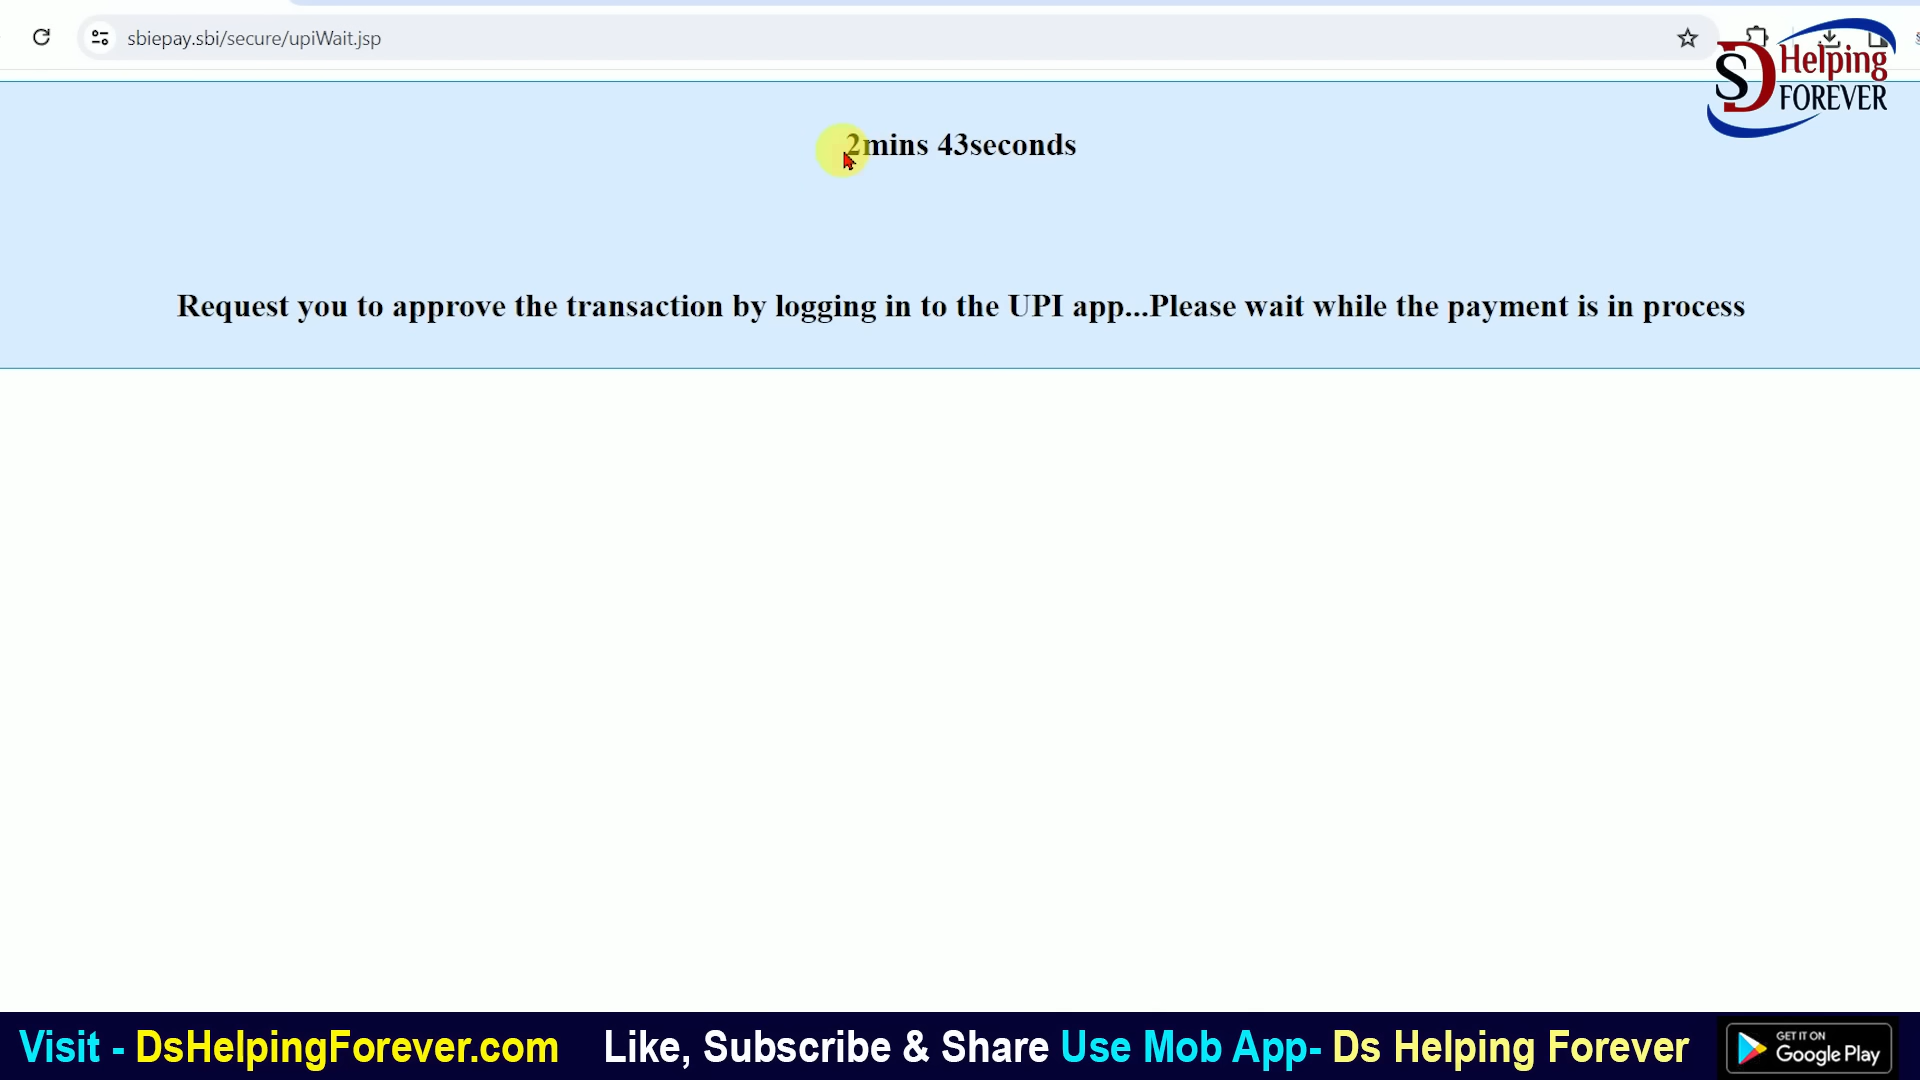 sbiepay.sbi/secure/upiWait.jsp
SD Helping
FOREVER
2mins 43seconds
Request you to approve the transaction by logging in to the UPI app...Please wait while the payment is in process
Visit - DsHelpingForever.com Like, Subscribe & Share Use Mob App- Ds Helping Forever
GET IT ON
Google Play